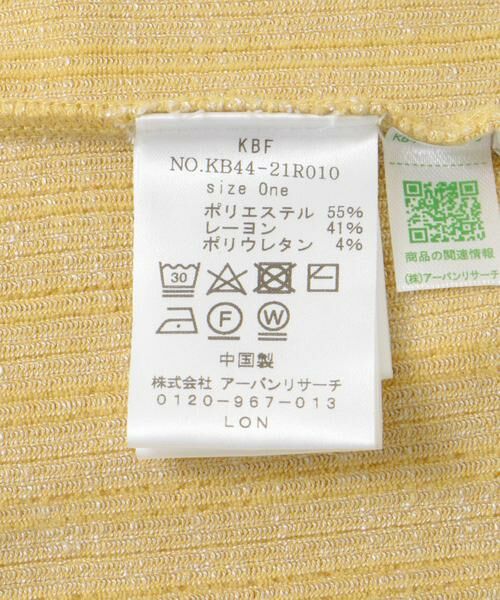 KBF
NO.KB44-21R010
size One
ポリエステル 55%
レーヨン 41%
ポリウレタン 4%
30
F W
中国製
株式会社 アーバンリサーチ
0120-967-013
LON
商品の関連情報
(株)アーバンリサーチ